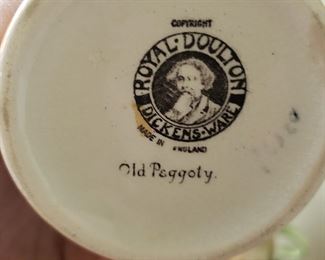 COPYRIGHT
ROYAL·DOULTON
DICKENS·WARE
MADE IN
ENGLAND
Old Peggoty.